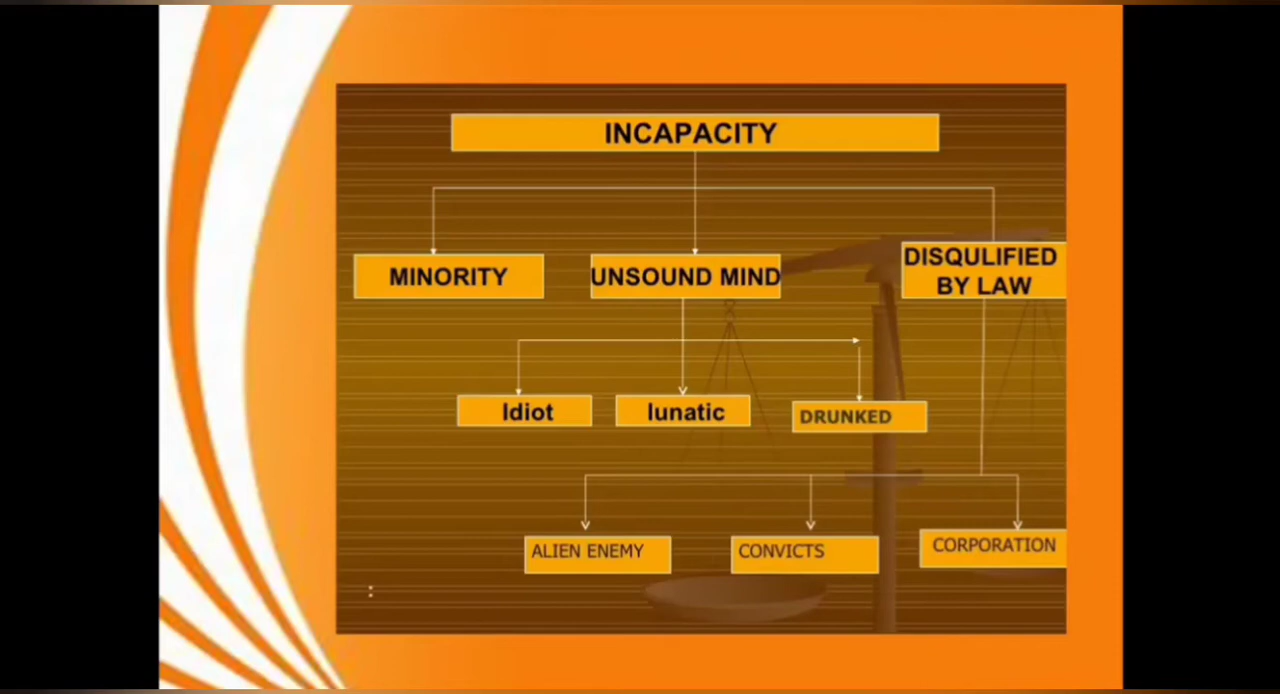 INCAPACITY
MINORITY
UNSOUND MIND
DISQULIFIED
BY LAW
Idiot
lunatic
DRUNKED
ALIEN ENEMY
CONVICTS
CORPORATION
: